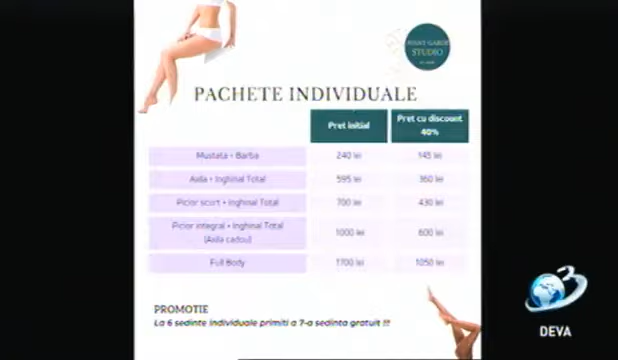 STUDIO
PACHETE INDIVIDUALE
Pret initial
Pret cu discount
40%
Mustata + Barba 240 lei 145 lei
Axila + Inghinal Total 595 lei 360 lei
Picior scurt + Inghinal Total 700 lei 430 lei
Picior integral + Inghinal Total
(Axila cadou) 1000 lei 600 lei
Full Body 1700 lei 1050 lei
PROMOTIE
La 6 sedinte individuale primiti a 7-a sedinta gratuit !!!
3
DEVA